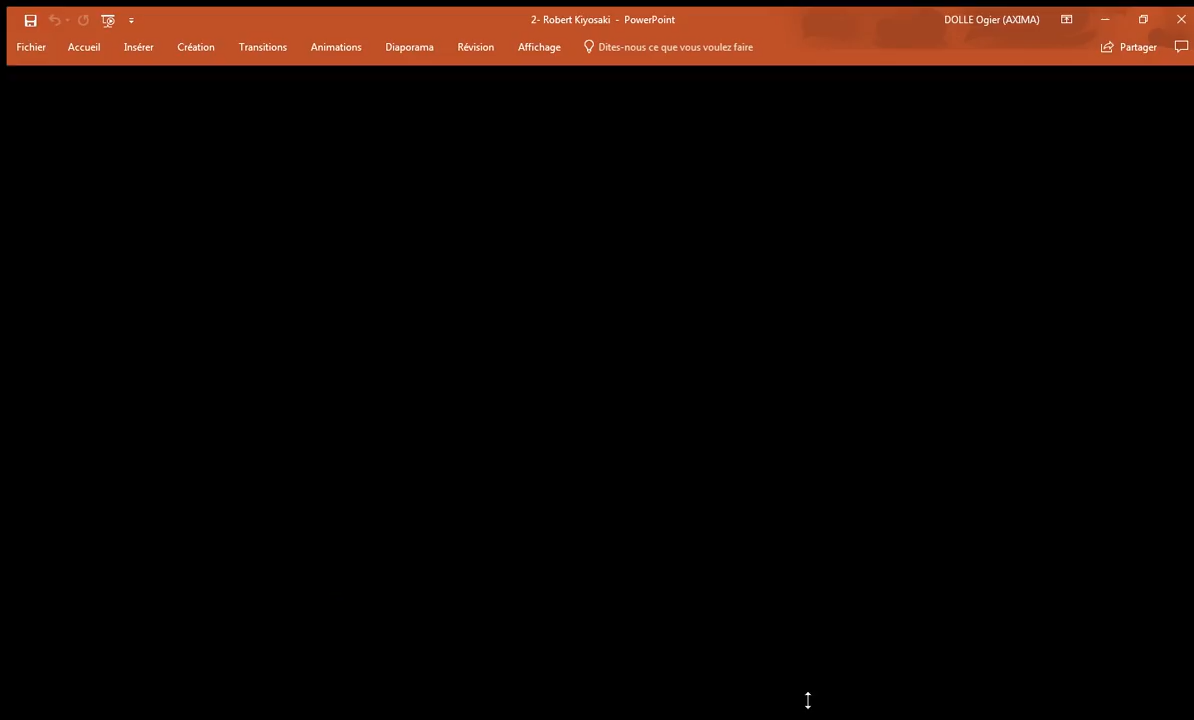 2- Robert Kiyosaki - PowerPoint
DOLLE Ogier (AXIMA)
Fichier Accueil Insérer Création Transitions Animations Diaporama Révision Affichage Dites-nous ce que vous voulez faire Partager